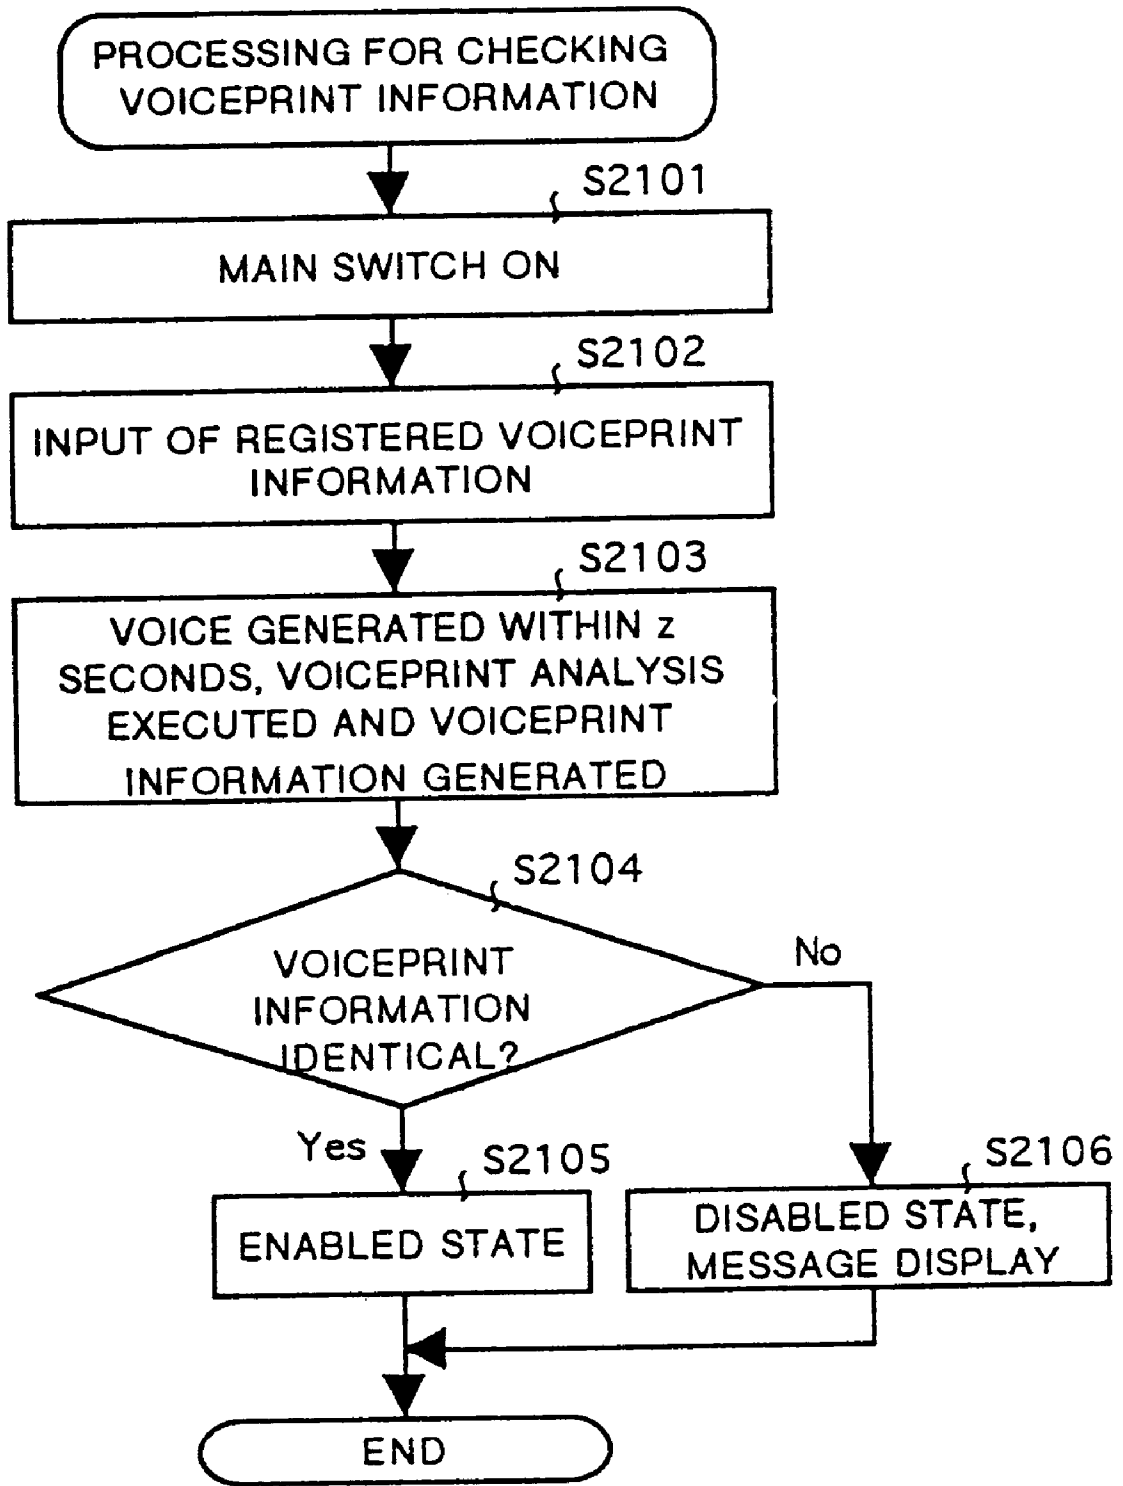 PROCESSING FOR CHECKING
VOICEPRINT INFORMATION
S2101
MAIN SWITCH ON
S2102
INPUT OF REGISTERED VOICEPRINT
INFORMATION
S2103
VOICE GENERATED WITHIN z
SECONDS, VOICEPRINT ANALYSIS
EXECUTED AND VOICEPRINT
INFORMATION GENERATED
S2104
VOICEPRINT
INFORMATION
IDENTICAL?
No
Yes
S2105
ENABLED STATE
S2106
DISABLED STATE,
MESSAGE DISPLAY
END